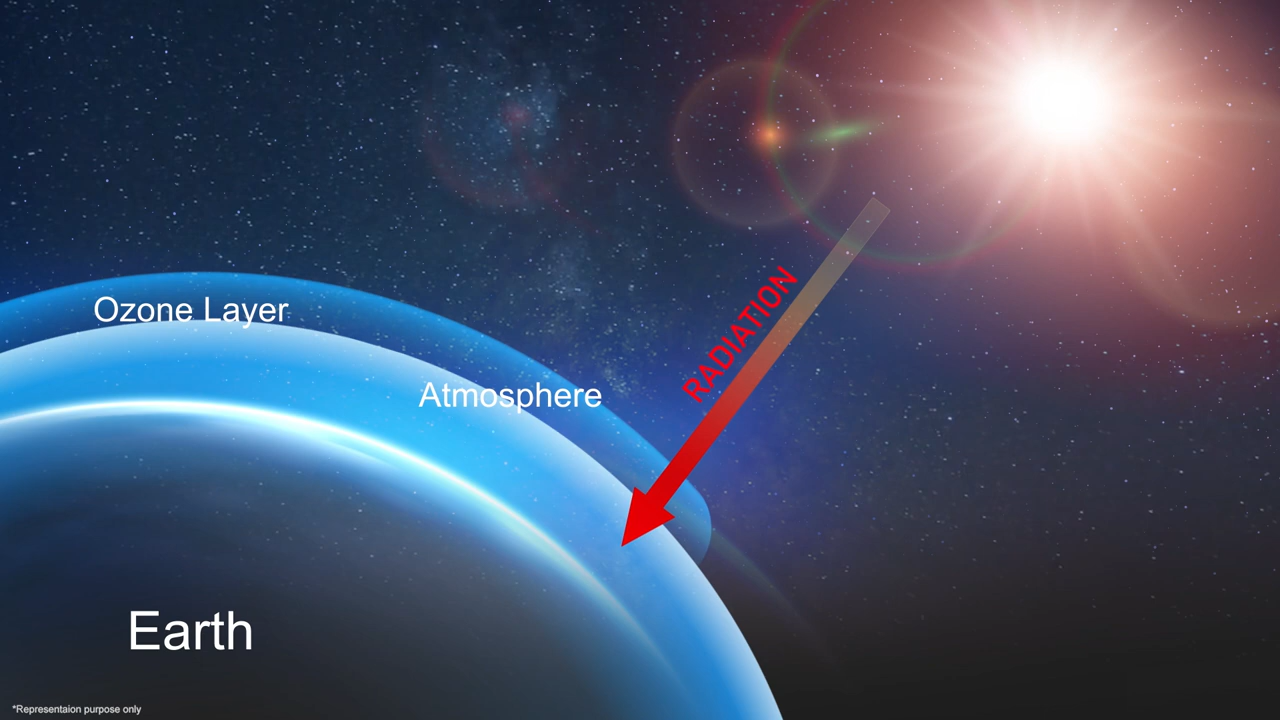 Ozone Layer
Atmosphere
RADIATION
Earth
*Representaion purpose only